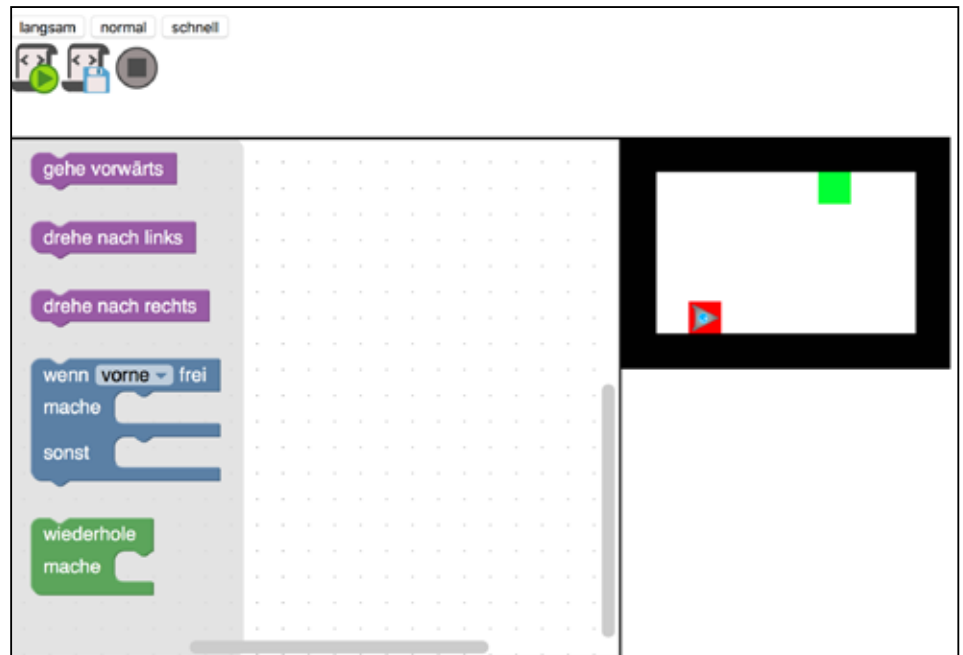 langsam normal schnell
gehe vorwärts
drehe nach links
drehe nach rechts
wenn vorne frei
mache
sonst
wiederhole
mache